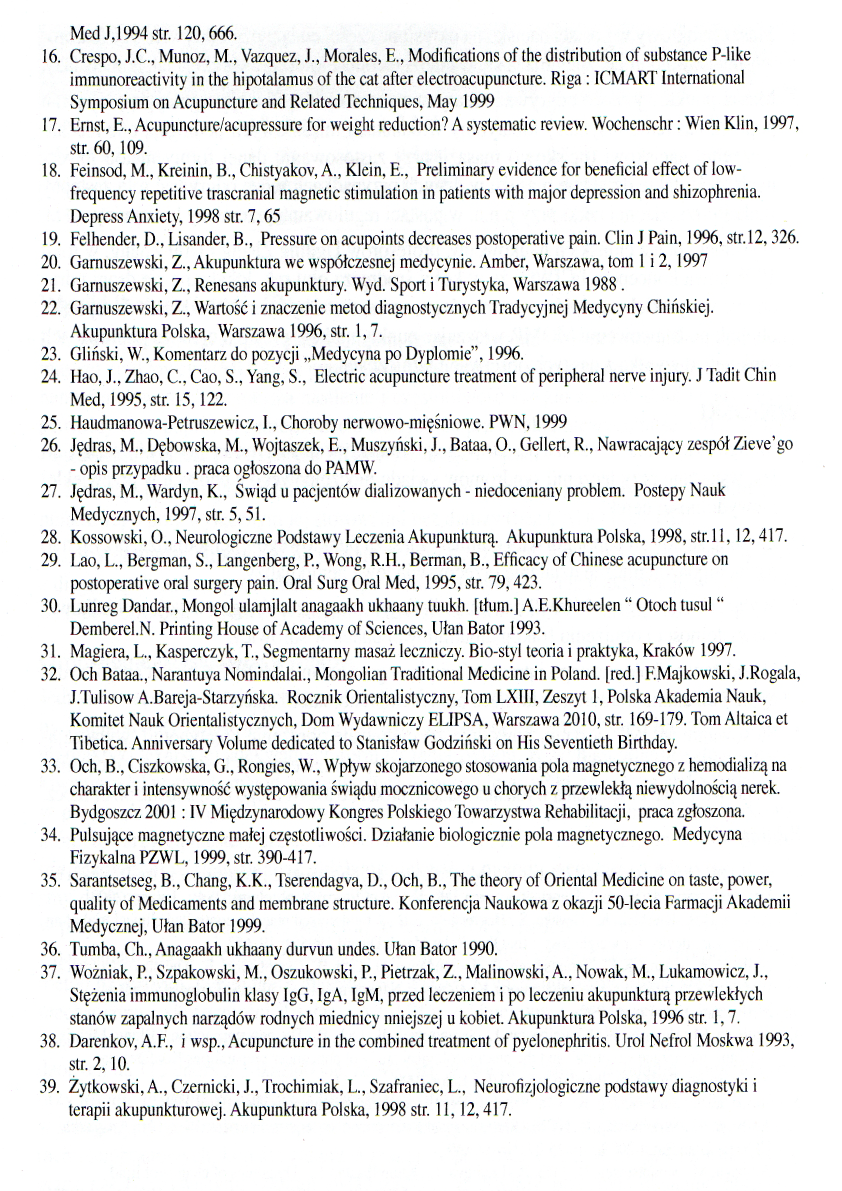 Med J,1994 str. 120, 666.
16. Crespo, J.C., Munoz, M., Vazquez, J., Morales, E., Modifications of the distribution of substance P-like
immunoreactivity in the hipotalamus of the cat after electroacupuncture. Riga : ICMART International
Symposium on Acupuncture and Related Techniques, May 1999
17. Ernst, E., Acupuncture/acupressure for weight reduction? A systematic review. Wochenschr : Wien Klin, 1997,
str. 60, 109.
18. Feinsod, M., Kreinin, B., Chistyakov, A., Klein, E., Preliminary evidence for beneficial effect of low-
frequency repetitive trascranial magnetic stimulation in patients with major depression and shizophrenia.
Depress Anxiety, 1998 str. 7, 65
19. Felhender, D., Lisander, B., Pressure on acupoints decreases postoperative pain. Clin J Pain, 1996, str.12, 326.
20. Garnuszewski, Z., Akupunktura we współczesnej medycynie. Amber, Warszawa, tom 1 i 2, 1997
21. Garnuszewski, Z., Renesans akupunktury. Wyd. Sport i Turystyka, Warszawa 1988 .
22. Garnuszewski, Z., Wartość i znaczenie metod diagnostycznych Tradycyjnej Medycyny Chińskiej.
Akupunktura Polska, Warszawa 1996, str. 1, 7.
23. Gliński, W., Komentarz do pozycji „Medycyna po Dyplomie”, 1996.
24. Hao, J., Zhao, C., Cao, S., Yang, S., Electric acupuncture treatment of peripheral nerve injury. J Tadit Chin
Med, 1995, str. 15, 122.
25. Haudmanowa-Petruszewicz, I., Choroby nerwowo-mięśniowe. PWN, 1999
26. Jędras, M., Dębowska, M., Wojtaszek, E., Muszyński, J., Bataa, O., Gellert, R., Nawracający zespół Zieve’go
- opis przypadku . praca ogłoszona do PAMW.
27. Jędras, M., Wardyn, K., Świąd u pacjentów dializowanych - niedoceniany problem. Postepy Nauk
Medycznych, 1997, str. 5, 51.
28. Kossowski, O., Neurologiczne Podstawy Leczenia Akupunkturą. Akupunktura Polska, 1998, str.11, 12, 417.
29. Lao, L., Bergman, S., Langenberg, P., Wong, R.H., Berman, B., Efficacy of Chinese acupuncture on
postoperative oral surgery pain. Oral Surg Oral Med, 1995, str. 79, 423.
30. Lunreg Dandar., Mongol ulamjlalt anagaakh ukhaany tuukh. [tłum.] A.E.Khureelen “ Otoch tusul “
Demberel.N. Printing House of Academy of Sciences, Ułan Bator 1993.
31. Magiera, L., Kasperczyk, T., Segmentarny masaż leczniczy. Bio-styl teoria i praktyka, Kraków 1997.
32. Och Bataa., Narantuya Nomindalai., Mongolian Traditional Medicine in Poland. [red.] F.Majkowski, J.Rogala,
J.Tulisow A.Bareja-Starzyńska. Rocznik Orientalistyczny, Tom LXIII, Zeszyt 1, Polska Akademia Nauk,
Komitet Nauk Orientalistycznych, Dom Wydawniczy ELIPSA, Warszawa 2010, str. 169-179. Tom Altaica et
Tibetica. Anniversary Volume dedicated to Stanisław Godziński on His Seventieth Birthday.
33. Och, B., Ciszkowska, G., Rongies, W., Wpływ skojarzonego stosowania pola magnetycznego z hemodializą na
charakter i intensywność występowania świądu mocznicowego u chorych z przewlekłą niewydolnością nerek.
Bydgoszcz 2001 : IV Międzynarodowy Kongres Polskiego Towarzystwa Rehabilitacji, praca zgłoszona.
34. Pulsujące magnetyczne małej częstotliwości. Działanie biologicznie pola magnetycznego. Medycyna
Fizykalna PZWL, 1999, str. 390-417.
35. Sarantsetseg, B., Chang, K.K., Tserendagva, D., Och, B., The theory of Oriental Medicine on taste, power,
quality of Medicaments and membrane structure. Konferencja Naukowa z okazji 50-lecia Farmacji Akademii
Medycznej, Ułan Bator 1999.
36. Tumba, Ch., Anagaakh ukhaany durvun undes. Ułan Bator 1990.
37. Woźniak, P., Szpakowski, M., Oszukowski, P., Pietrzak, Z., Malinowski, A., Nowak, M., Lukamowicz, J.,
Stężenia immunoglobulin klasy IgG, IgA, IgM, przed leczeniem i po leczeniu akupunkturą przewlekłych
stanów zapalnych narządów rodnych miednicy nniejszej u kobiet. Akupunktura Polska, 1996 str. 1, 7.
38. Darenkov, A.F., i wsp., Acupuncture in the combined treatment of pyelonephritis. Urol Nefrol Moskwa 1993,
str. 2, 10.
39. Żytkowski, A., Czernicki, J., Trochimiak, L., Szafraniec, L., Neurofizjologiczne podstawy diagnostyki i
terapii akupunkturowej. Akupunktura Polska, 1998 str. 11, 12, 417.